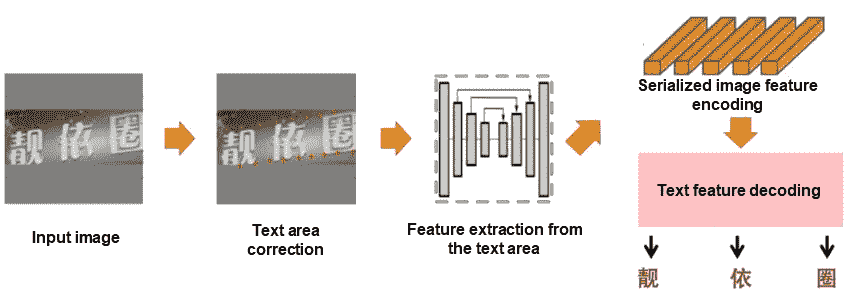 靓依圈
Input image
靓依圈
Text area
correction
Feature extraction from
the text area
Serialized image feature
encoding
Text feature decoding
靓 依 圈